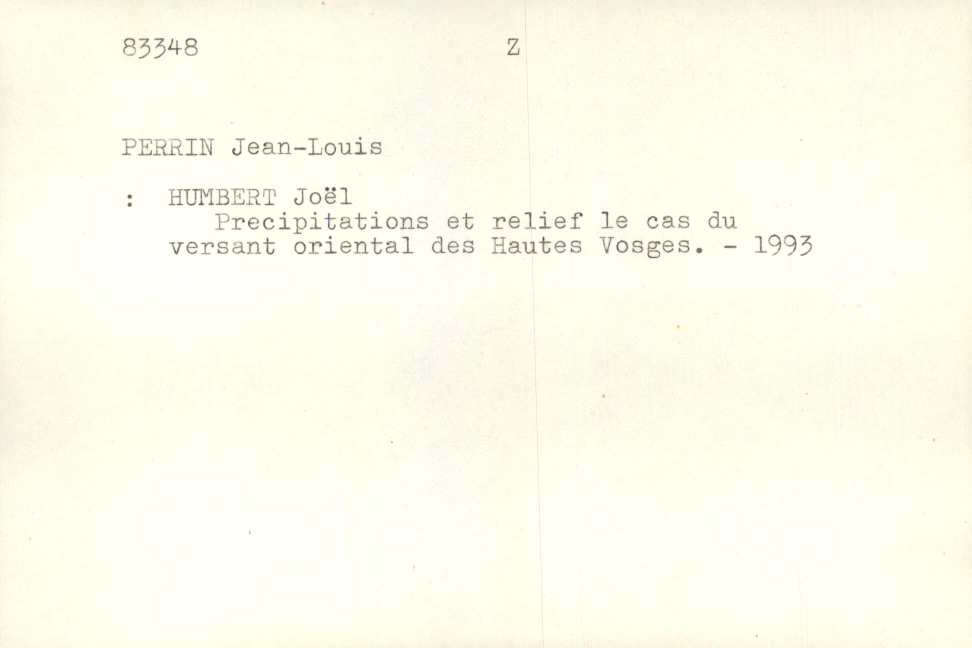 83348 Z
PERRIN Jean-Louis
: HUMBERT Joël
Precipitations et relief le cas du
versant oriental des Hautes Vosges. - 1993